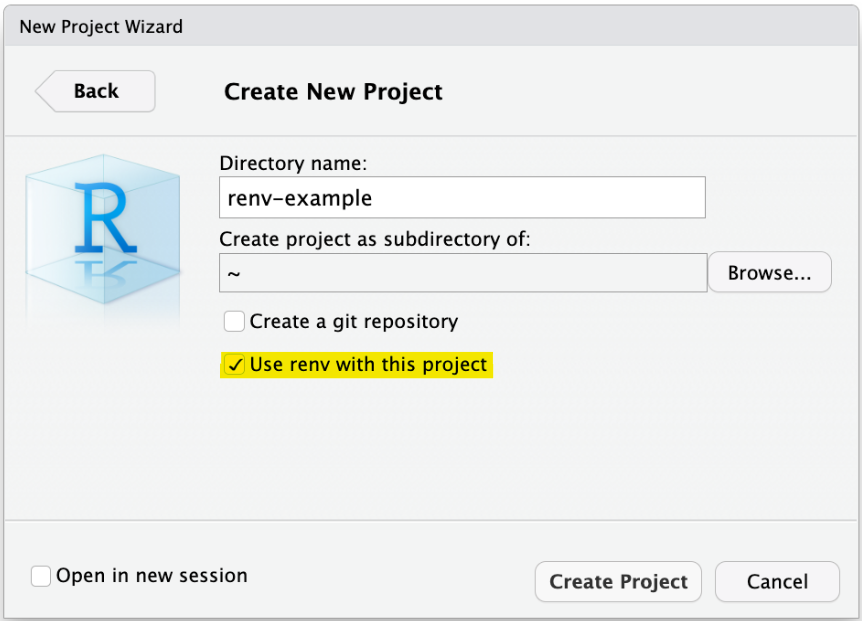 New Project Wizard
Back
Create New Project
R
Directory name:
renv-example
Create project as subdirectory of:
~
Browse...
Create a git repository
Use renv with this project
Open in new session
Create Project
Cancel